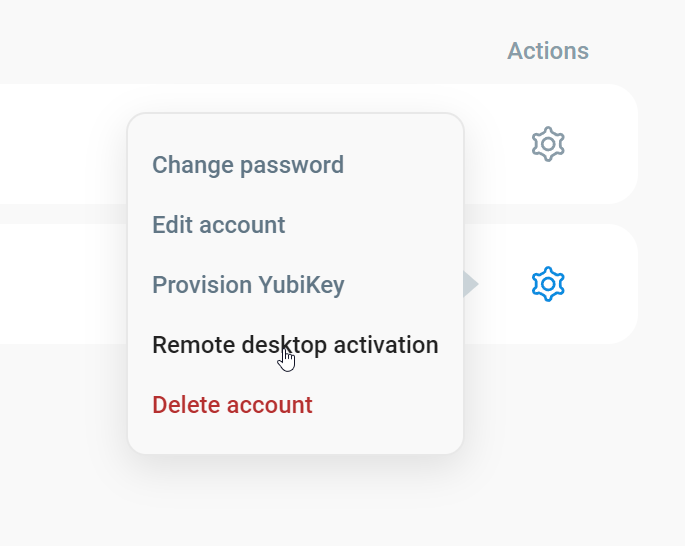 Actions
Change password
Edit account
Provision YubiKey
Remote desktop activation
Delete account